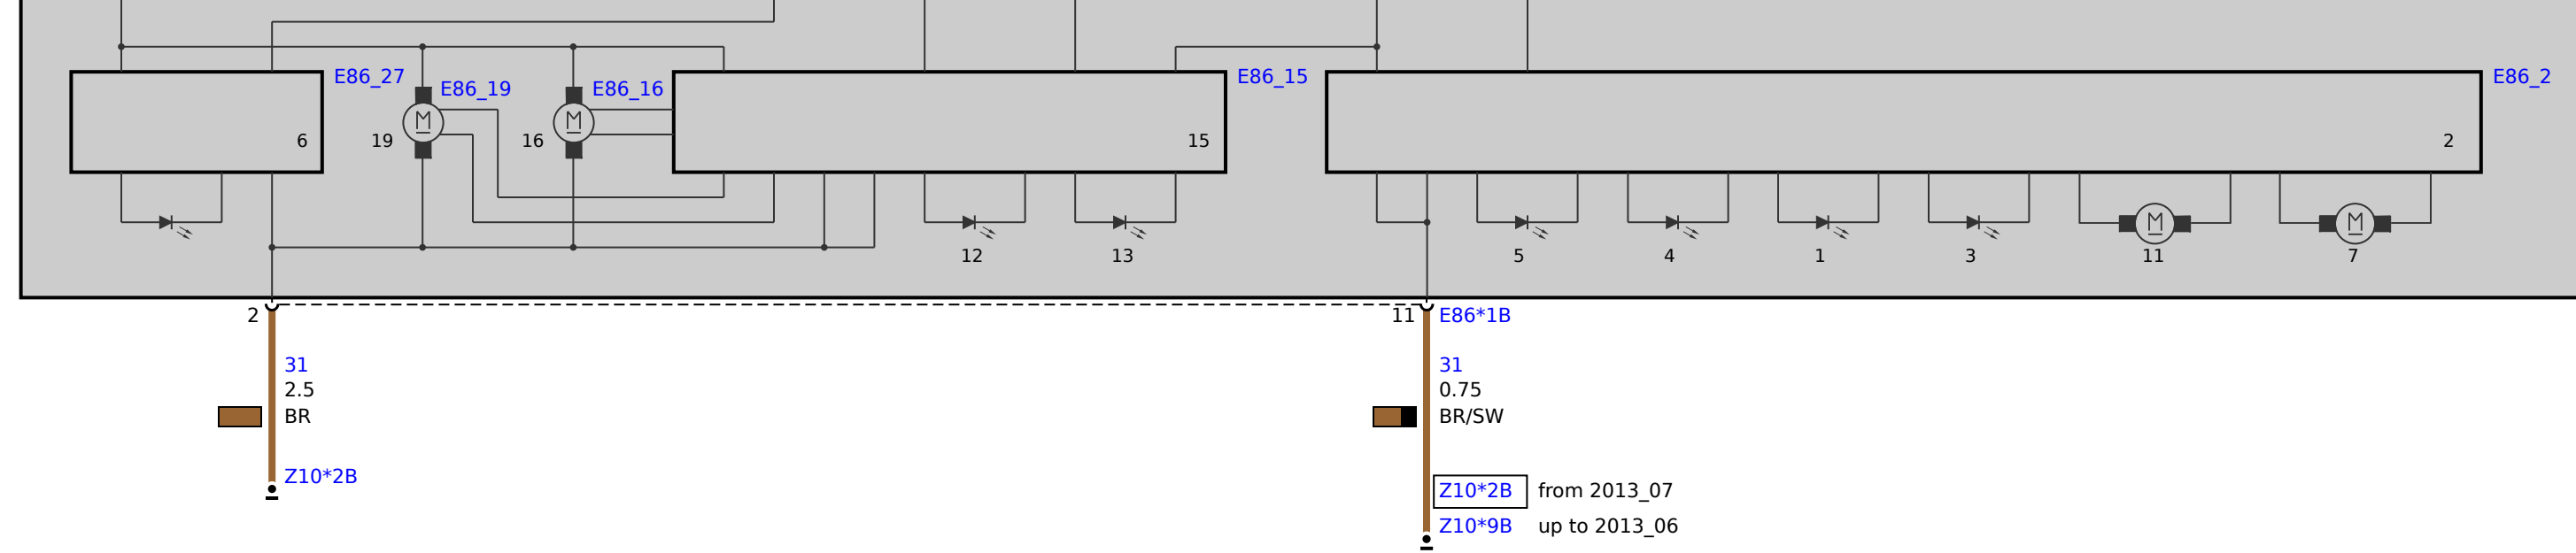 E86_27
E86_19
E86_16
E86_15
E86_2
6
19
M
16
M
15
2
12
13
5
4
1
3
M
11
M
7
2
11
E86*1B
31
2.5
BR
31
0.75
BR/SW
Z10*2B
Z10*2B from 2013_07
Z10*9B up to 2013_06